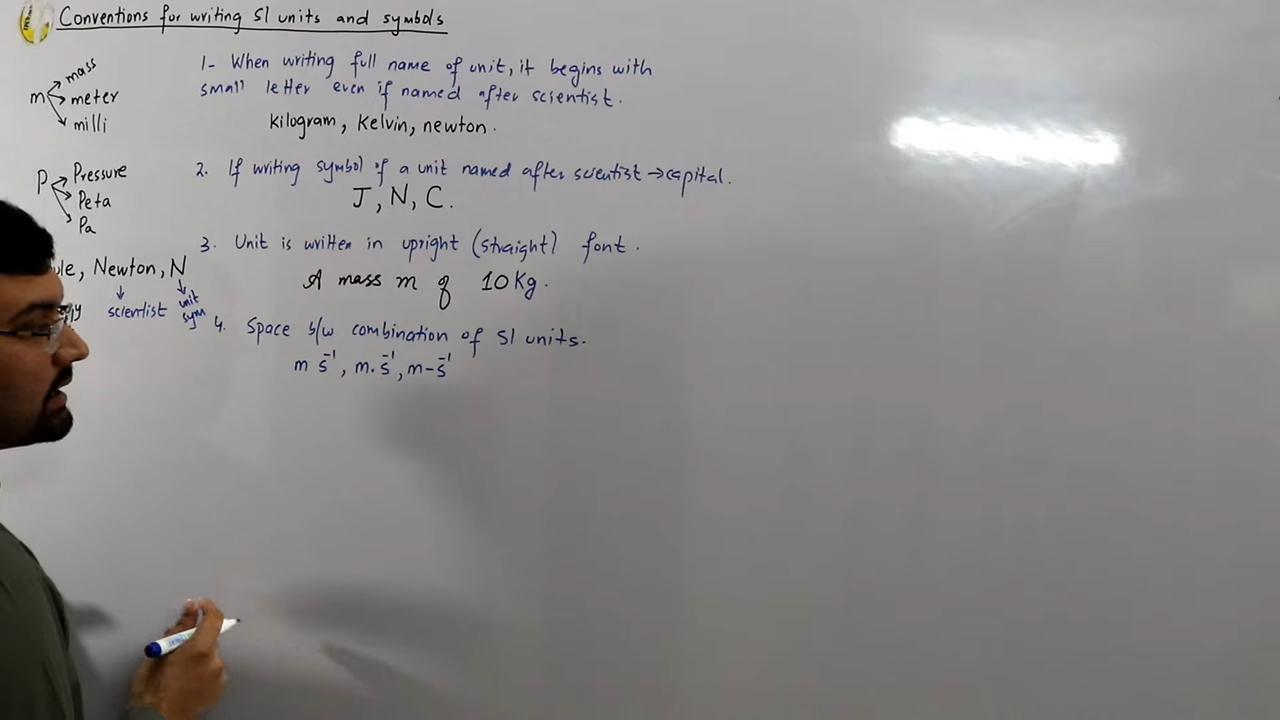 Conventions for writing SI units and symbols
m mass
meter
milli
P Pressure
Peta
Pa
Newton, N
scientist unit
sym
1- When writing full name of unit, it begins with
small letter even if named after scientist.
kilogram, kelvin, newton.
2. If writing symbol of a unit named after scientist → capital.
J, N, C.
3. Unit is written in upright (straight) font.
A mass m of 10 Kg.
4. Space b/w combination of SI units.
m s⁻¹, m.s⁻¹, m-s⁻¹